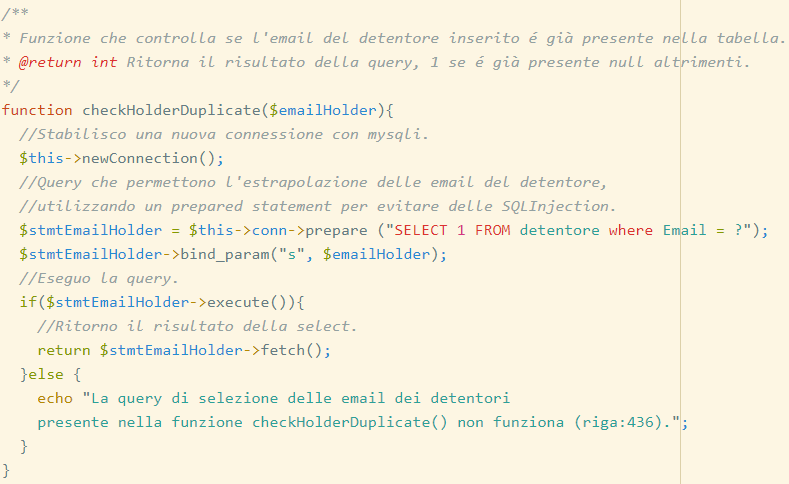 /**
* Funzione che controlla se l'email del detentore inserito é già presente nella tabella.
* @return int Ritorna il risultato della query, 1 se é già presente null altrimenti.
*/
function checkHolderDuplicate($emailHolder){
  //Stabilisco una nuova connessione con mysqli.
  $this->newConnection();
  //Query che permettono l'estrapolazione delle email del detentore,
  //utilizzando un prepared statement per evitare delle SQLInjection.
  $stmtEmailHolder = $this->conn->prepare ("SELECT 1 FROM detentore where Email = ?");
  $stmtEmailHolder->bind_param("s", $emailHolder);
  //Eseguo la query.
  if($stmtEmailHolder->execute()){
    //Ritorno il risultato della select.
    return $stmtEmailHolder->fetch();
  }else {
    echo "La query di selezione delle email dei detentori
    presente nella funzione checkHolderDuplicate() non funziona (riga:436).";
  }
}